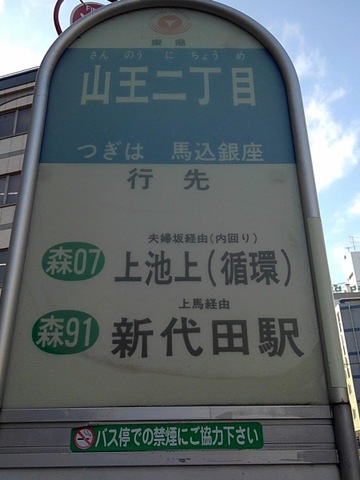 東急
さんのうにちょうめ
山王二丁目
つぎは 馬込銀座
行先
夫婦坂経由(内回り)
森07 上池上(循環)
上馬経由
森91 新代田駅
バス停での禁煙にご協力下さい